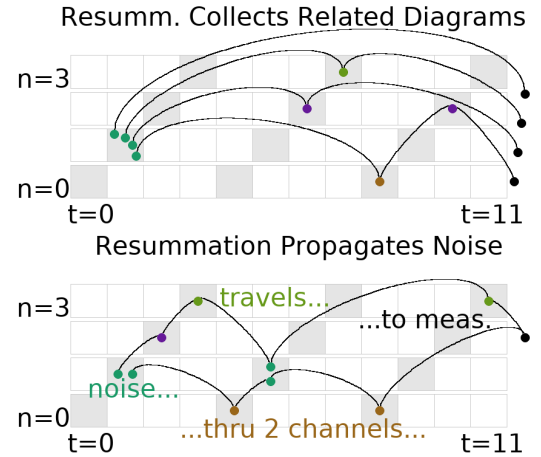 Resumm. Collects Related Diagrams
n=3
n=0
t=0 t=11
Resummation Propagates Noise
n=3
travels...
...to meas.
noise...
n=0
...thru 2 channels...
t=0 t=11